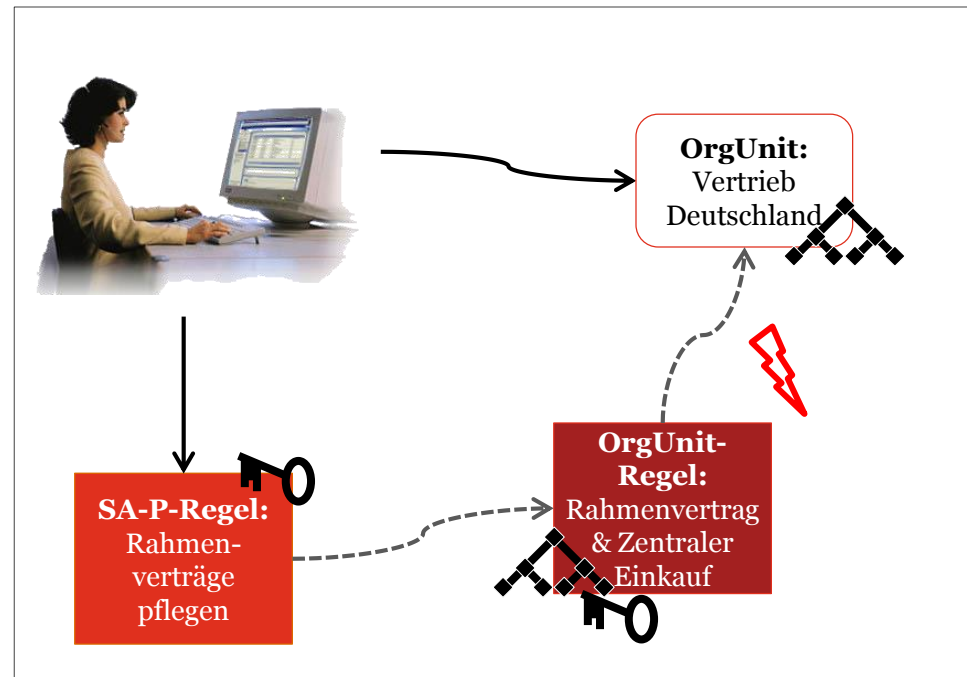 OrgUnit:
Vertrieb
Deutschland
SA-P-Regel:
Rahmen-
verträge
pflegen
OrgUnit-
Regel:
Rahmenvertrag
& Zentraler
Einkauf